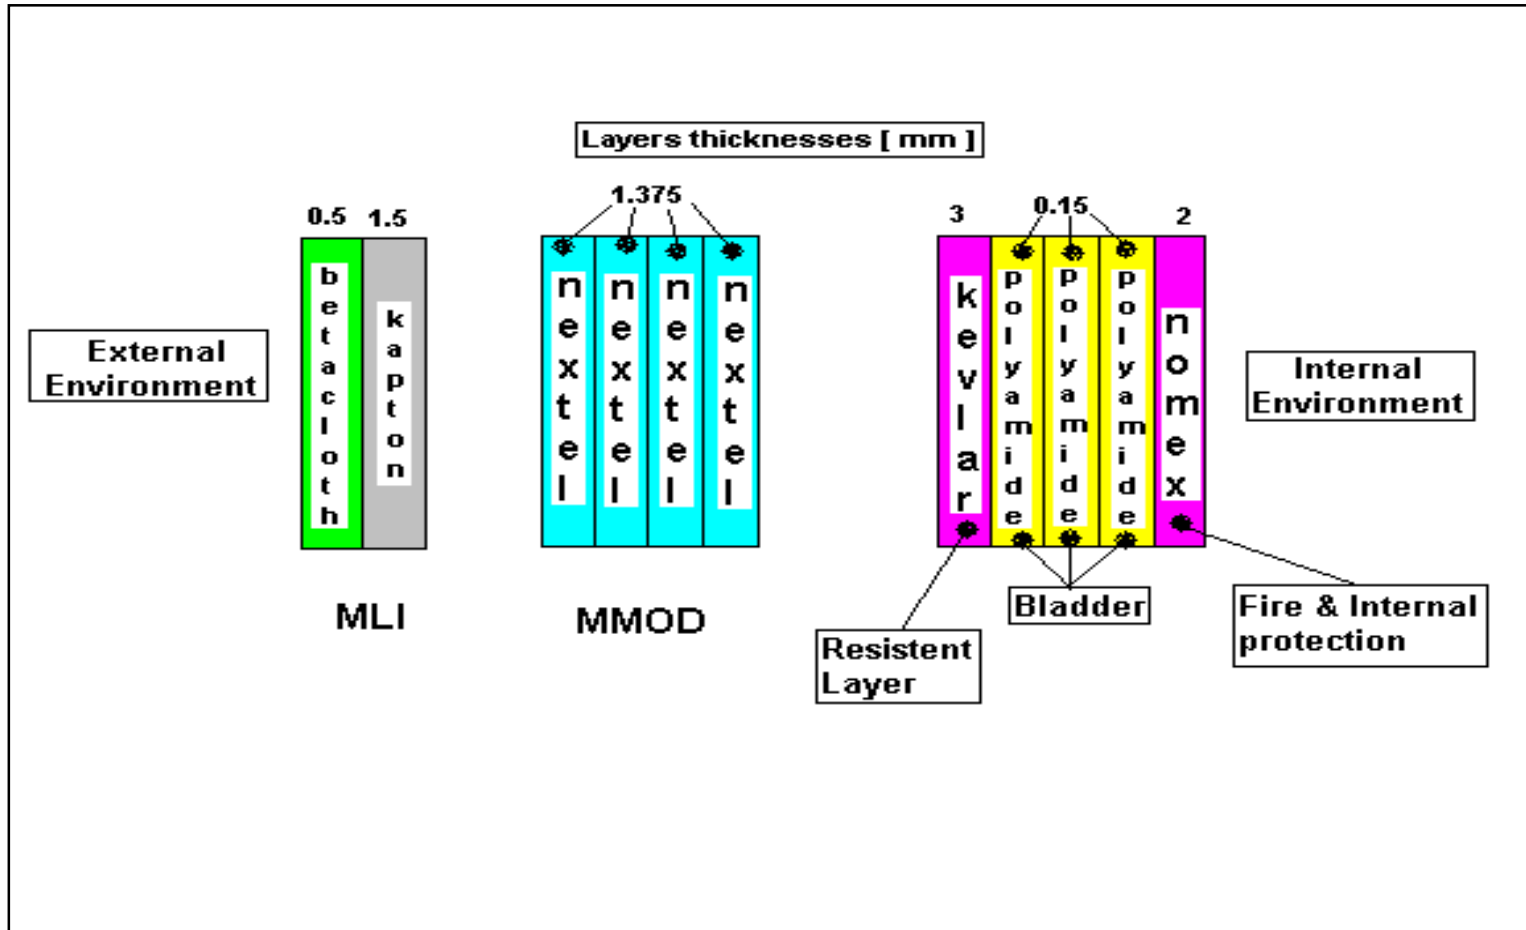 Layers thicknesses [ mm ]
0.5 1.5
1.375
3
0.15
2
External
Environment
betacloth
kapton
nextel
nextel
nextel
nextel
kevlar
polyamide
polyamide
polyamide
nomex
Internal
Environment
MLI
MMOD
Resistent
Layer
Bladder
Fire & Internal
protection